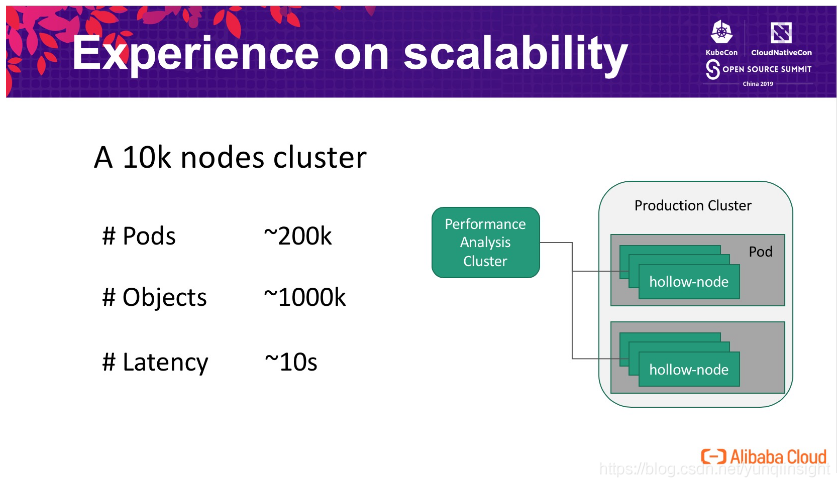 Experience on scalability
KubeCon
CloudNativeCon
OPEN SOURCE SUMMIT
China 2019
A 10k nodes cluster
# Pods ~200k
# Objects ~1000k
# Latency ~10s
Performance
Analysis
Cluster
Production Cluster
Pod
hollow-node
hollow-node
Alibaba Cloud
https://blog.csdn.net/yunqiinsight